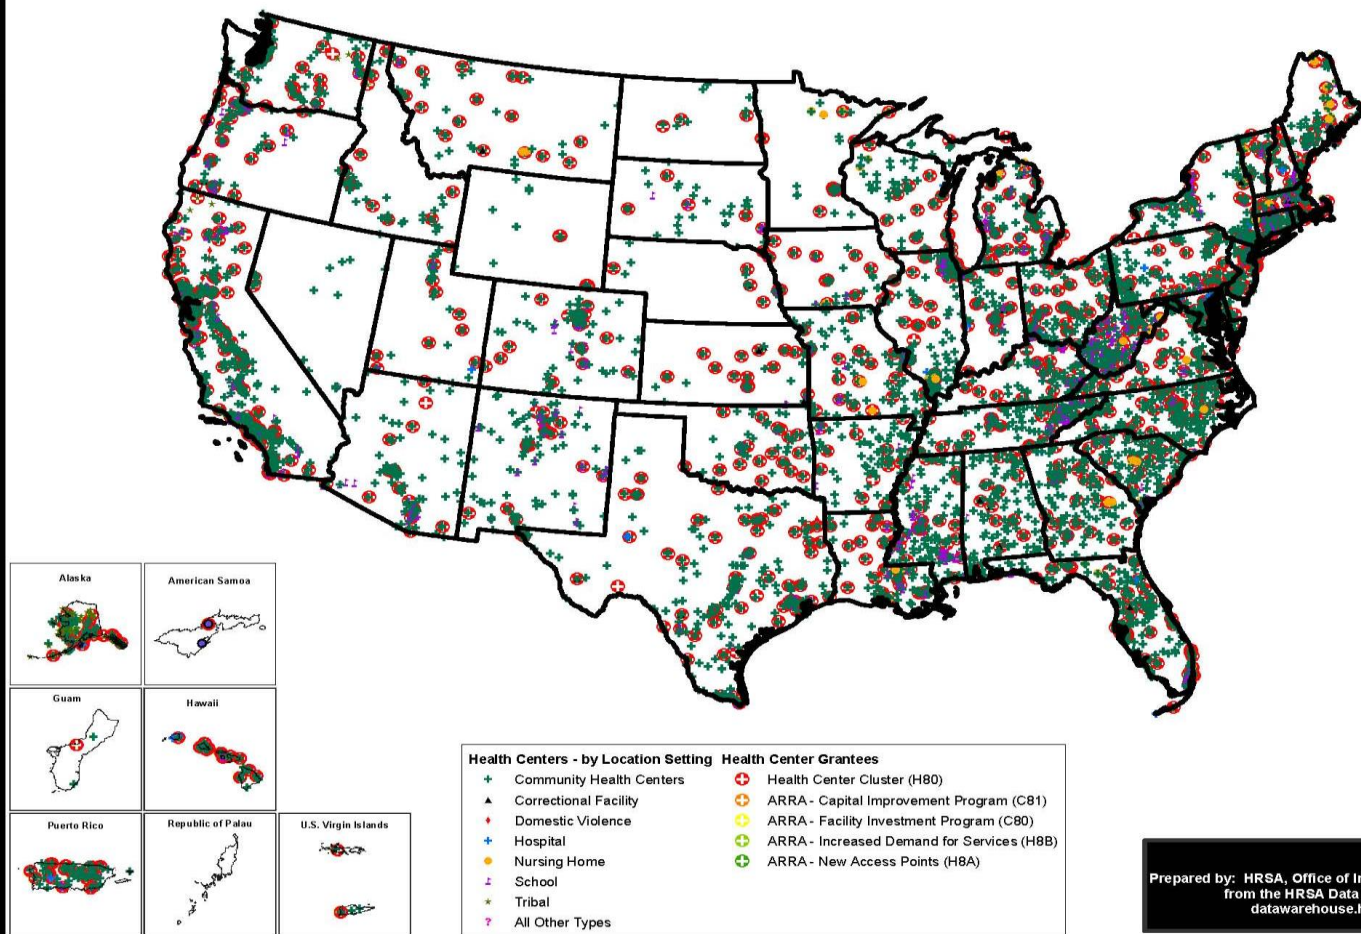 Alaska
American Samoa
Guam
Hawaii
Puerto Rico
Republic of Palau
U.S. Virgin Islands
Health Centers - by Location Setting
Community Health Centers
Correctional Facility
Domestic Violence
Hospital
Nursing Home
School
Tribal
All Other Types
Health Center Grantees
Health Center Cluster (H80)
ARRA - Capital Improvement Program (C81)
ARRA - Facility Investment Program (C80)
ARRA - Increased Demand for Services (H8B)
ARRA - New Access Points (H8A)
Prepared by: HRSA, Office of In
from the HRSA Data
datawarehouse.h